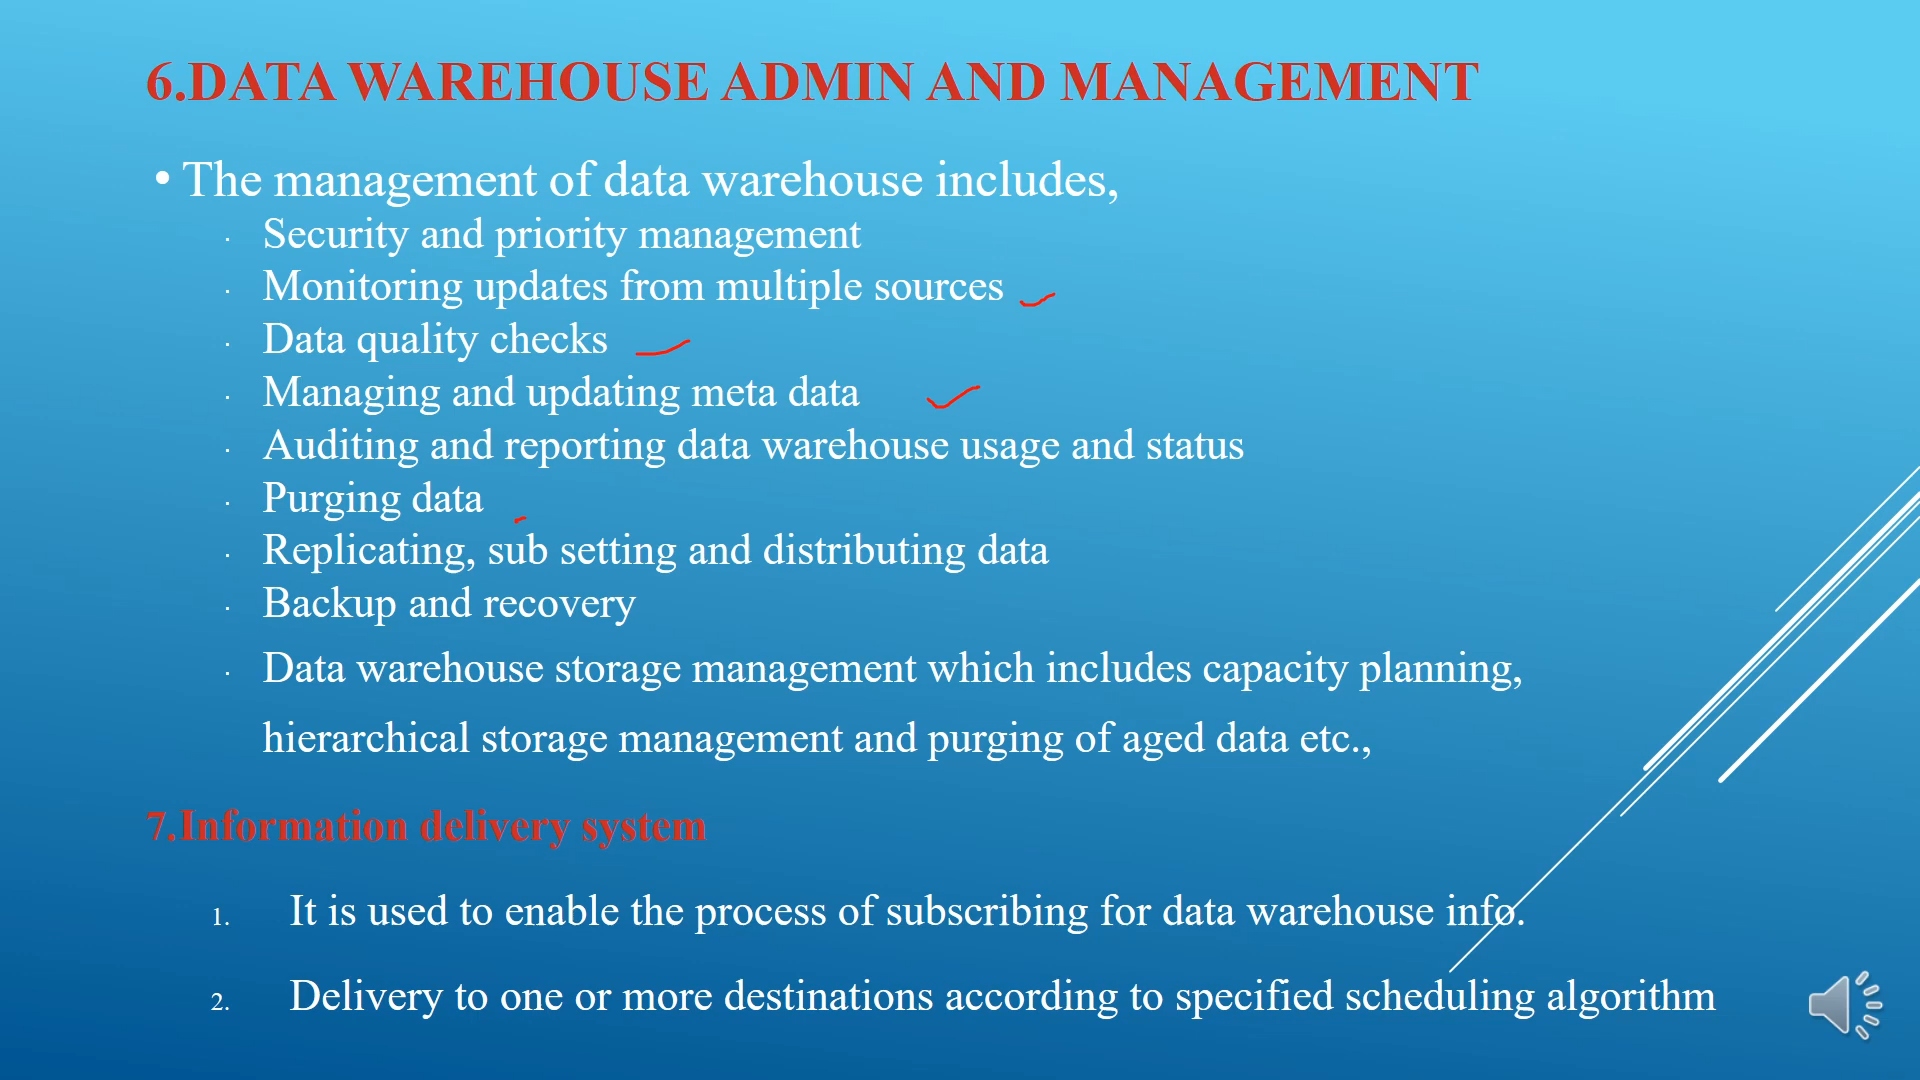 6.DATA WAREHOUSE ADMIN AND MANAGEMENT
• The management of data warehouse includes,
· Security and priority management
· Monitoring updates from multiple sources
· Data quality checks
· Managing and updating meta data
· Auditing and reporting data warehouse usage and status
· Purging data
· Replicating, sub setting and distributing data
· Backup and recovery
· Data warehouse storage management which includes capacity planning,
hierarchical storage management and purging of aged data etc.,
7.Information delivery system
1. It is used to enable the process of subscribing for data warehouse info.
2. Delivery to one or more destinations according to specified scheduling algorithm